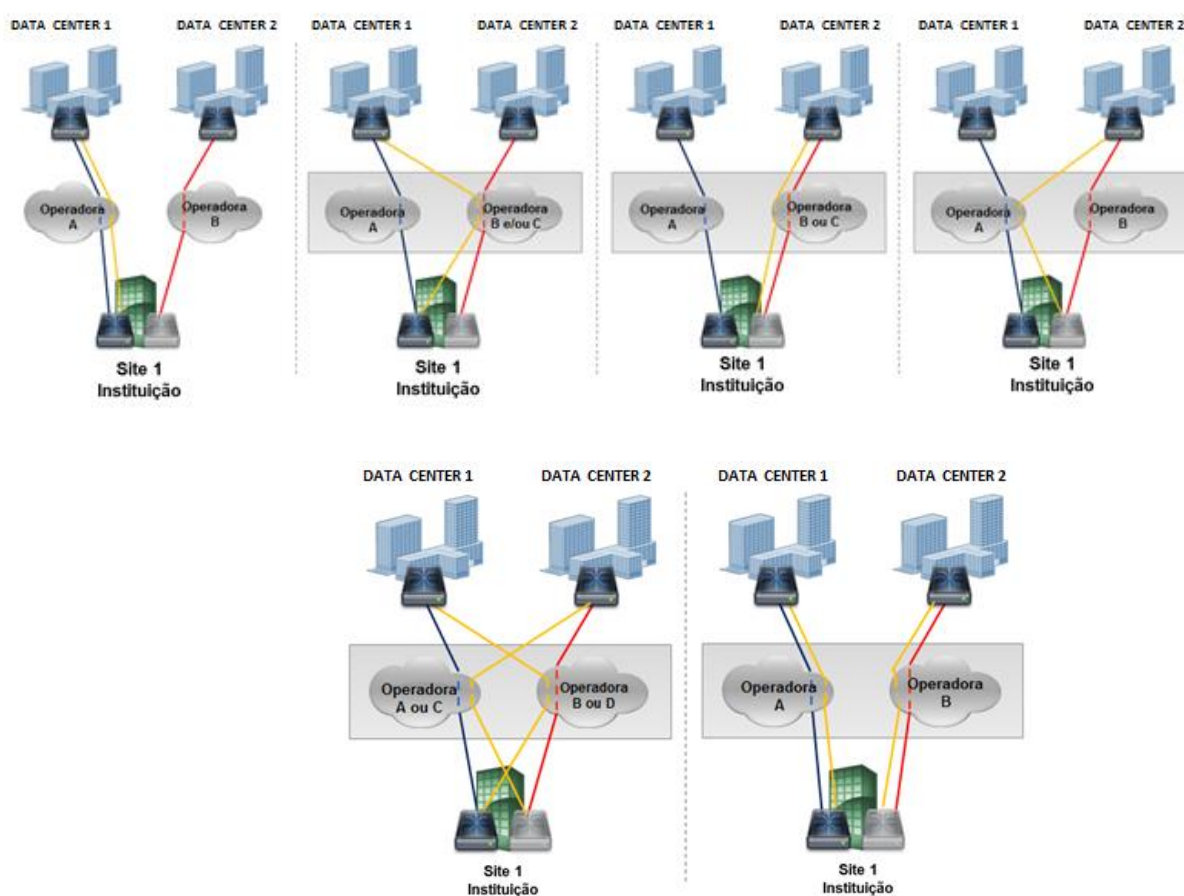 DATA CENTER 1
DATA CENTER 2
DATA CENTER 1
DATA CENTER 2
DATA CENTER 1
DATA CENTER 2
DATA CENTER 1
DATA CENTER 2
Operadora
A
Operadora
B
Operadora
A
Operadora
B e/ou C
Operadora
A
Operadora
B ou C
Operadora
A
Operadora
B
Site 1
Instituição
Site 1
Instituição
Site 1
Instituição
Site 1
Instituição
DATA CENTER 1
DATA CENTER 2
DATA CENTER 1
DATA CENTER 2
Operadora
A ou C
Operadora
B ou D
Operadora
A
Operadora
B
Site 1
Instituição
Site 1
Instituição